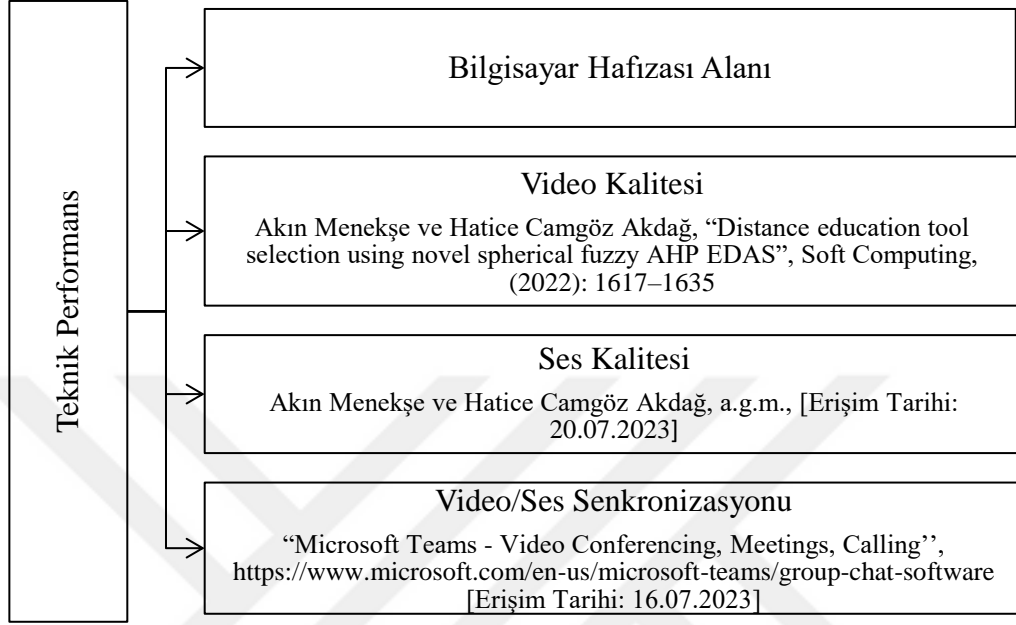 Teknik Performans
Bilgisayar Hafızası Alanı
Video Kalitesi
Akın Menekşe ve Hatice Camgöz Akdağ, “Distance education tool
selection using novel spherical fuzzy AHP EDAS”, Soft Computing,
(2022): 1617–1635
Ses Kalitesi
Akın Menekşe ve Hatice Camgöz Akdağ, a.g.m., [Erişim Tarihi:
20.07.2023]
Video/Ses Senkronizasyonu
“Microsoft Teams - Video Conferencing, Meetings, Calling’’,
https://www.microsoft.com/en-us/microsoft-teams/group-chat-software
[Erişim Tarihi: 16.07.2023]